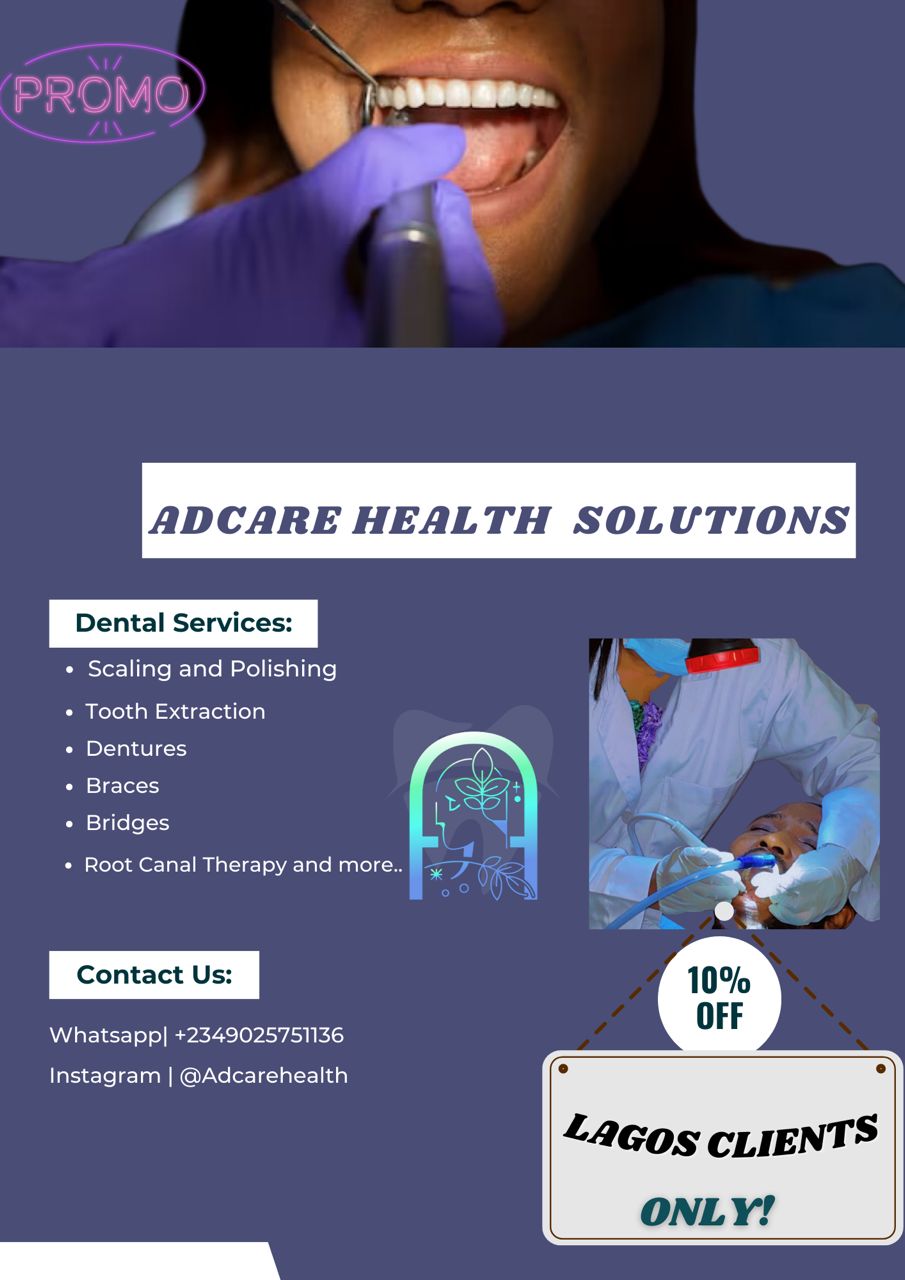 PROMO
ADCARE HEALTH SOLUTIONS
Dental Services:
• Scaling and Polishing
• Tooth Extraction
• Dentures
• Braces
• Bridges
• Root Canal Therapy and more..
Contact Us:
Whatsapp| +2349025751136
Instagram | @Adcarehealth
10%
OFF
LAGOS CLIENTS
ONLY!